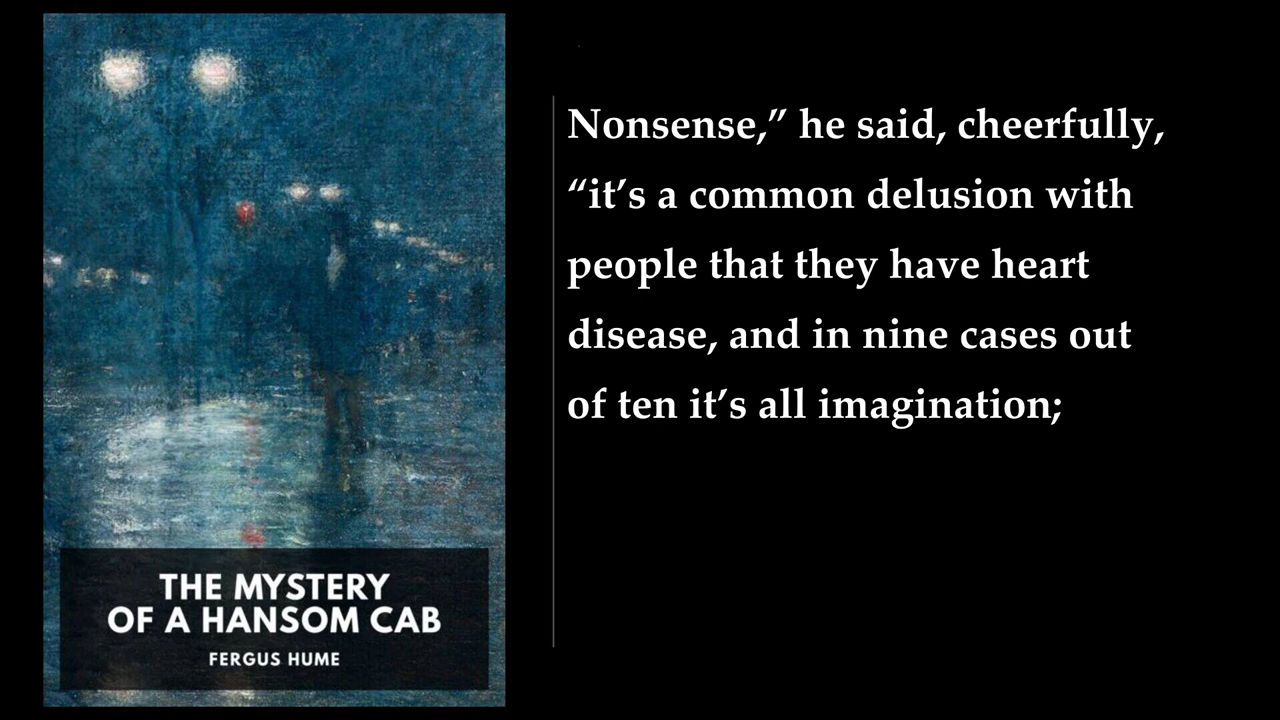 Nonsense,” he said, cheerfully,
“it’s a common delusion with
people that they have heart
disease, and in nine cases out
of ten it’s all imagination;
THE MYSTERY
OF A HANSOM CAB
FERGUS HUME